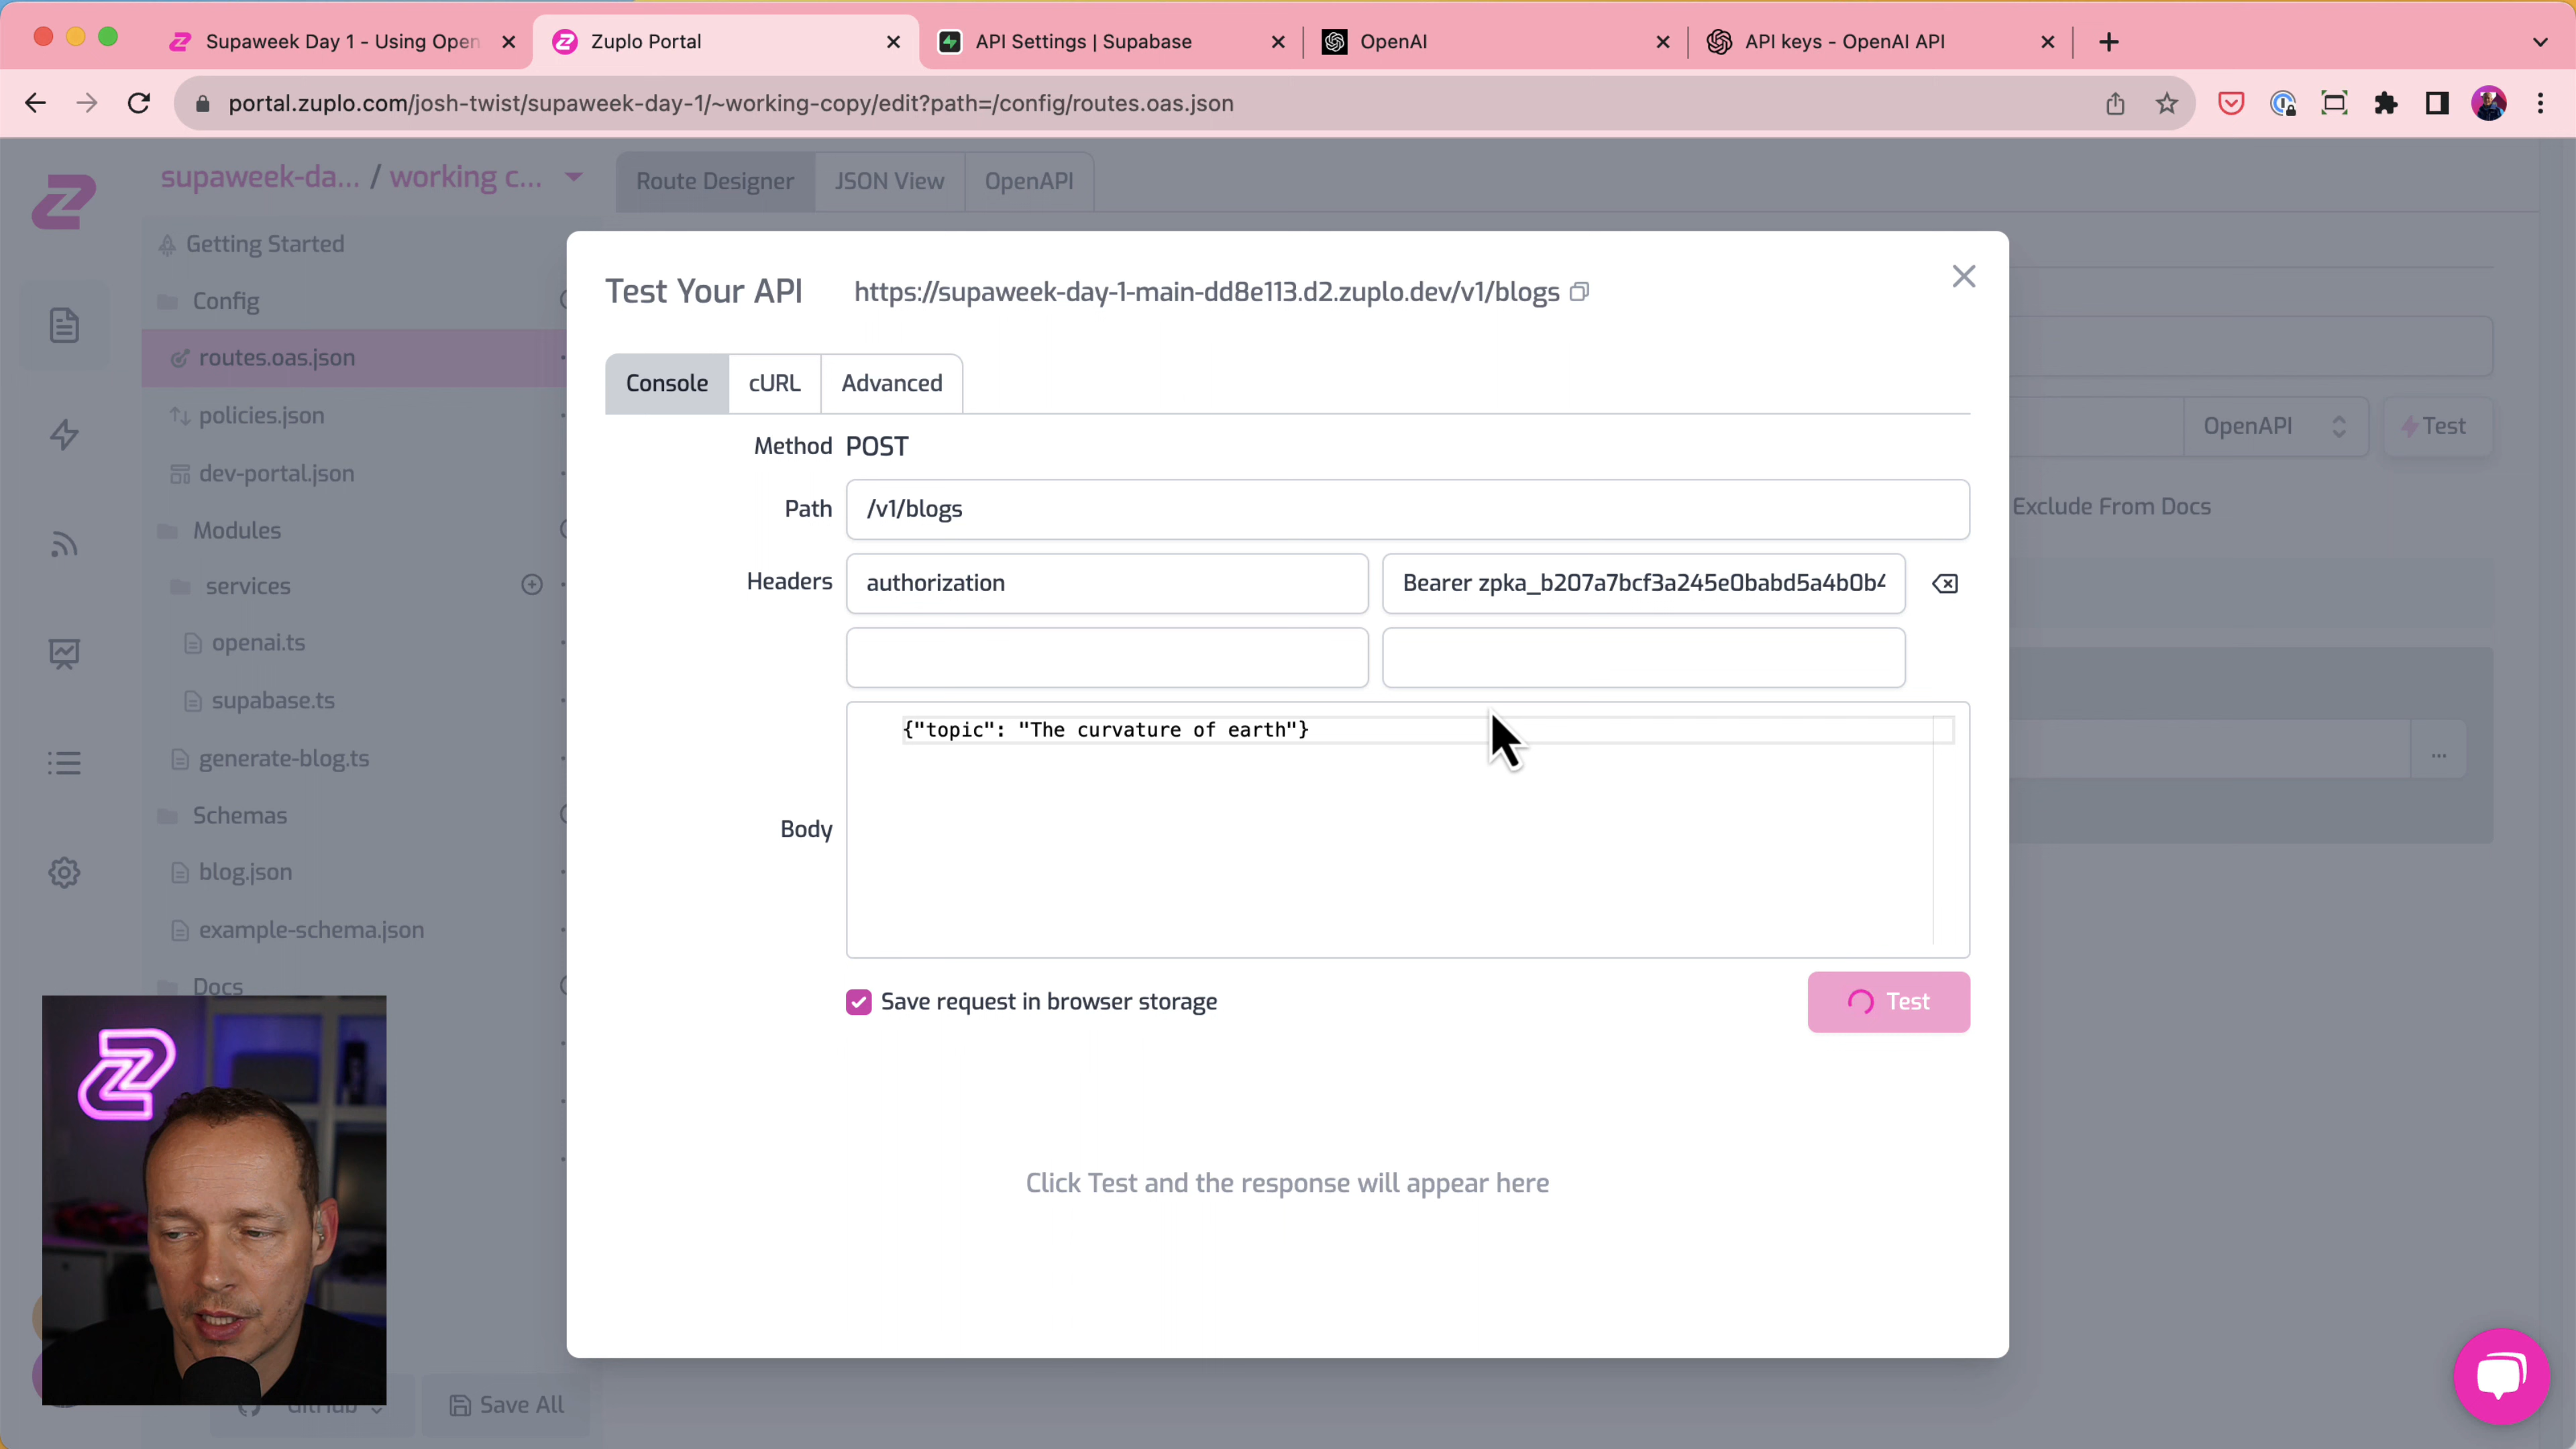 Supaweek Day 1 - Using Open
Zuplo Portal
API Settings | Supabase
OpenAI
API keys - OpenAI API
portal.zuplo.com/josh-twist/supaweek-day-1/~working-copy/edit?path=/config/routes.oas.json
supaweek-da... / working c...
Route Designer
JSON View
OpenAPI
Getting Started
Config
routes.oas.json
policies.json
dev-portal.json
Modules
services
openai.ts
supabase.ts
generate-blog.ts
Schemas
blog.json
example-schema.json
Docs
GitHub
Save All
Test Your API
https://supaweek-day-1-main-dd8e113.d2.zuplo.dev/v1/blogs
Console
cURL
Advanced
Method POST
Path /v1/blogs
Headers authorization Bearer zpka_b207a7bcf3a245e0babd5a4b0b4
{"topic": "The curvature of earth"}
Body
Save request in browser storage
Test
Click Test and the response will appear here
OpenAPI
Test
Exclude From Docs
...